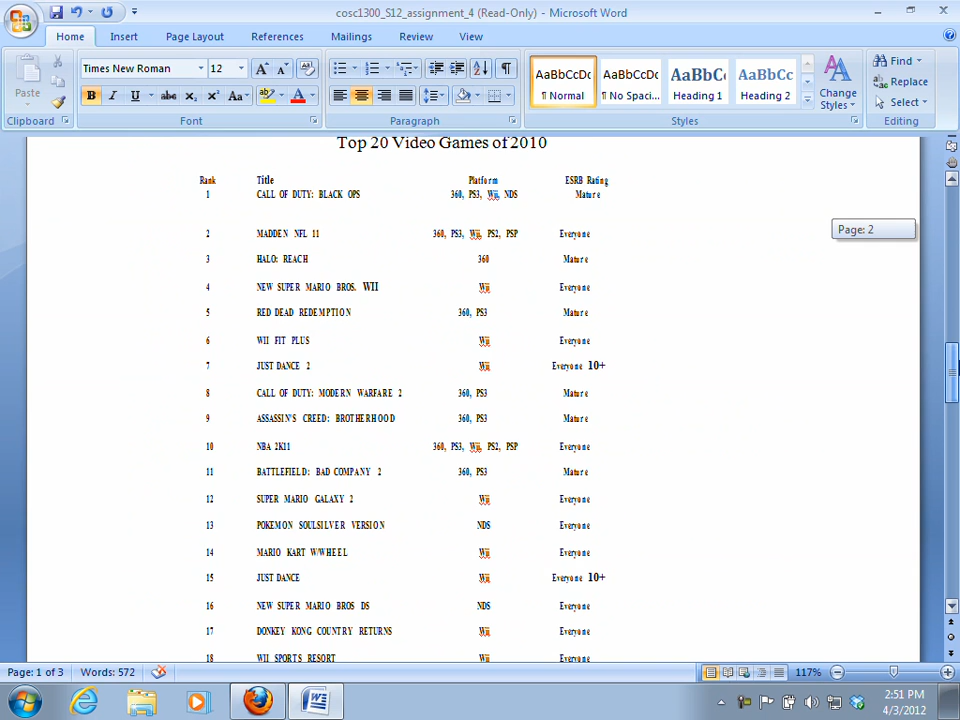 cosc1300_S12_assignment_4 (Read-Only) - Microsoft Word
Home Insert Page Layout References Mailings Review View
Times New Roman 12 Find
AaBbCcDc AaBbCcDc AaBbC AaBbCc Replace
Paste ¶ Normal ¶ No Spaci... Heading 1 Heading 2 Change Styles Select
Clipboard Font Paragraph Styles Editing
Top 20 Video Games of 2010
Rank Title Platform ESRB Rating
1 CALL OF DUTY: BLACK OPS 360, PS3, Wii, NDS Mature
Page: 2
2 MADDEN NFL 11 360, PS3, Wii, PS2, PSP Everyone
3 HALO: REACH 360 Mature
4 NEW SUPER MARIO BROS. WII Wii Everyone
5 RED DEAD REDEMPTION 360, PS3 Mature
6 WII FIT PLUS Wii Everyone
7 JUST DANCE 2 Wii Everyone 10+
8 CALL OF DUTY: MODERN WARFARE 2 360, PS3 Mature
9 ASSASSIN'S CREED: BROTHERHOOD 360, PS3 Mature
10 NBA 2K11 360, PS3, Wii, PS2, PSP Everyone
11 BATTLEFIELD: BAD COMPANY 2 360, PS3 Mature
12 SUPER MARIO GALAXY 2 Wii Everyone
13 POKEMON SOULSILVER VERSION NDS Everyone
14 MARIO KART W/WHEEL Wii Everyone
15 JUST DANCE Wii Everyone 10+
16 NEW SUPER MARIO BROS DS NDS Everyone
17 DONKEY KONG COUNTRY RETURNS Wii Everyone
18 WII SPORTS RESORT Wii Everyone
Page: 1 of 3 Words: 572 117%
2:51 PM
4/3/2012